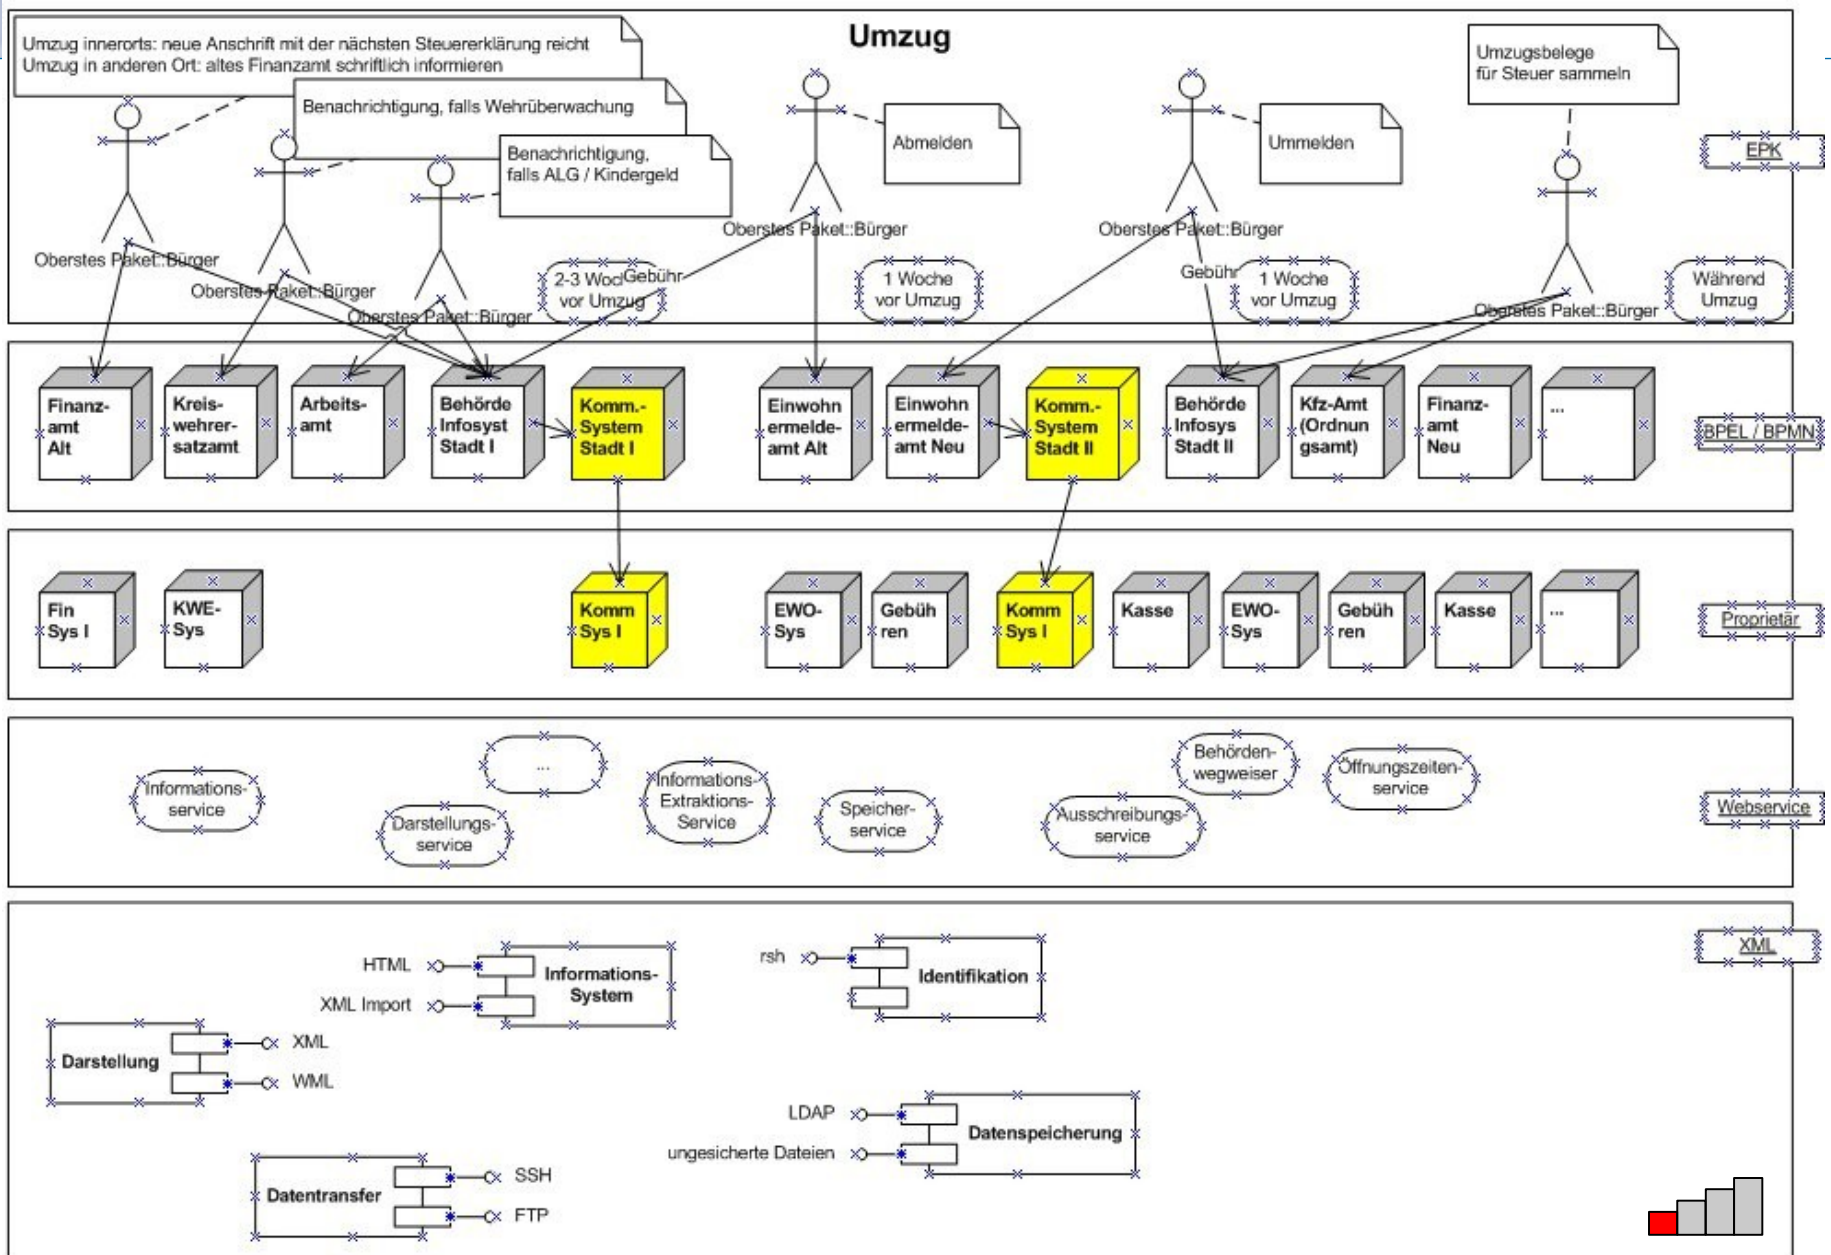 Umzug
Umzug innerorts: neue Anschrift mit der nächsten Steuererklärung reicht
Umzug in anderen Ort: altes Finanzamt schriftlich informieren
Benachrichtigung, falls Wehrüberwachung
Benachrichtigung,
falls ALG / Kindergeld
Abmelden
Ummelden
Umzugsbelege
für Steuer sammeln
EPK
Oberstes Paket::Bürger
Oberstes Paket::Bürger
Oberstes Paket::Bürger
Oberstes Paket::Bürger
Oberstes Paket::Bürger
Oberstes Paket::Bürger
2-3 Woc
vor Umzug
Gebühr
1 Woche
vor Umzug
Gebühr
1 Woche
vor Umzug
Während
Umzug
Finanz-
amt
Alt
Kreis-
wehrer-
satzamt
Arbeits-
amt
Behörde
Infosyst
Stadt I
Komm.-
System
Stadt I
Einwohn
ermelde-
amt Alt
Einwohn
ermelde-
amt Neu
Komm.-
System
Stadt II
Behörde
Infosys
Stadt II
Kfz-Amt
(Ordnun
gsamt)
Finanz-
amt
Neu
...
BPEL / BPMN
Fin
Sys I
KWE-
Sys
Komm
Sys I
EWO-
Sys
Gebüh
ren
Komm
Sys I
Kasse
EWO-
Sys
Gebüh
ren
Kasse
...
Proprietär
Informations-
service
...
Darstellungs-
service
Informations-
Extraktions-
Service
Speicher-
service
Ausschreibungs-
service
Behörden-
wegweiser
Öffnungszeiten-
service
Webservice
XML
HTML
XML Import
Informations-
System
rsh
Identifikation
Darstellung
XML
WML
LDAP
ungesicherte Dateien
Datenspeicherung
Datentransfer
SSH
FTP